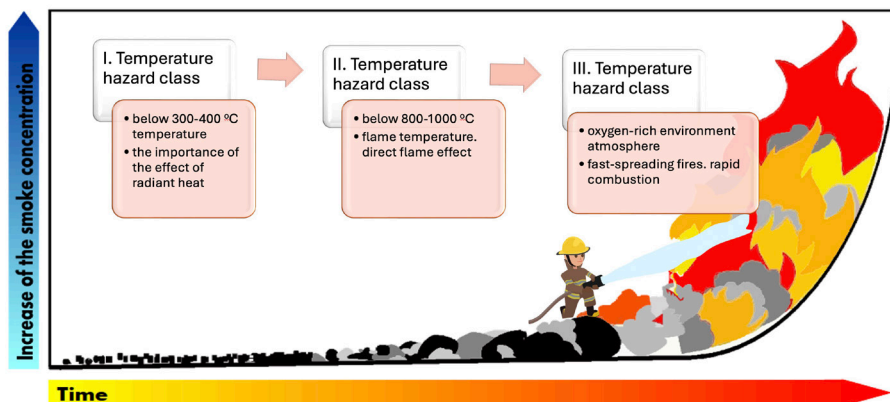 Increase of the smoke concentration
I. Temperature
hazard class
• below 300-400 ºC
temperature
• the importance of
the effect of
radiant heat
II. Temperature
hazard class
• below 800-1000 ºC
• flame temperature.
direct flame effect
III. Temperature
hazard class
• oxygen-rich environment
atmosphere
• fast-spreading fires. rapid
combustion
Time